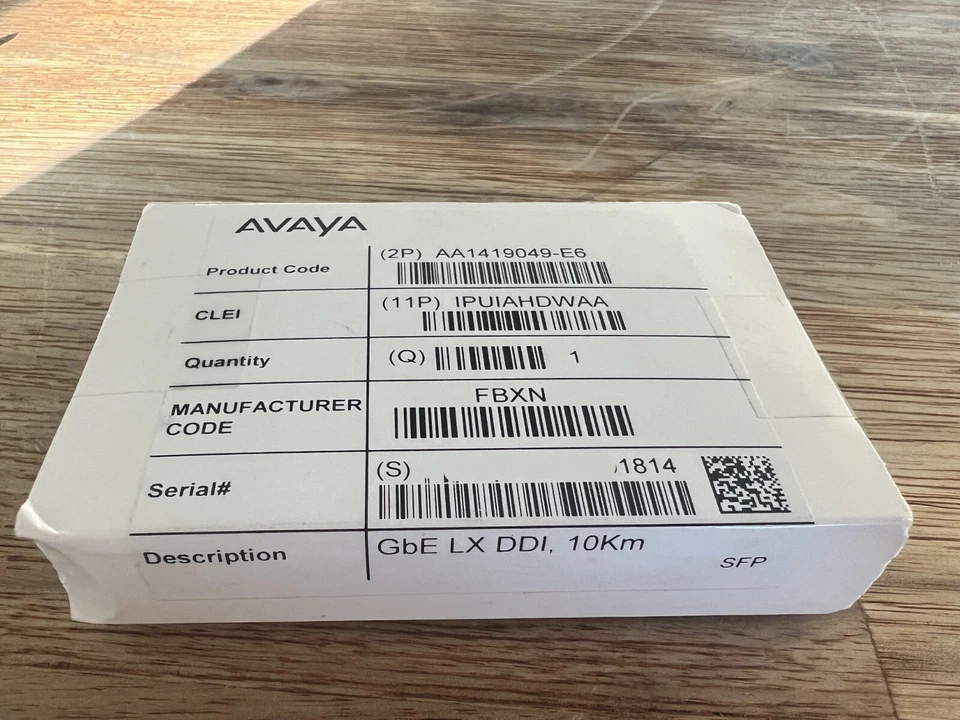 AVAYA
Product Code (2P) AA1419049-E6
CLEI (11P) IPUIAHDWAA
Quantity (Q) 1
MANUFACTURER CODE FBXN
Serial# (S) 1814
Description GbE LX DDI, 10Km
SFP